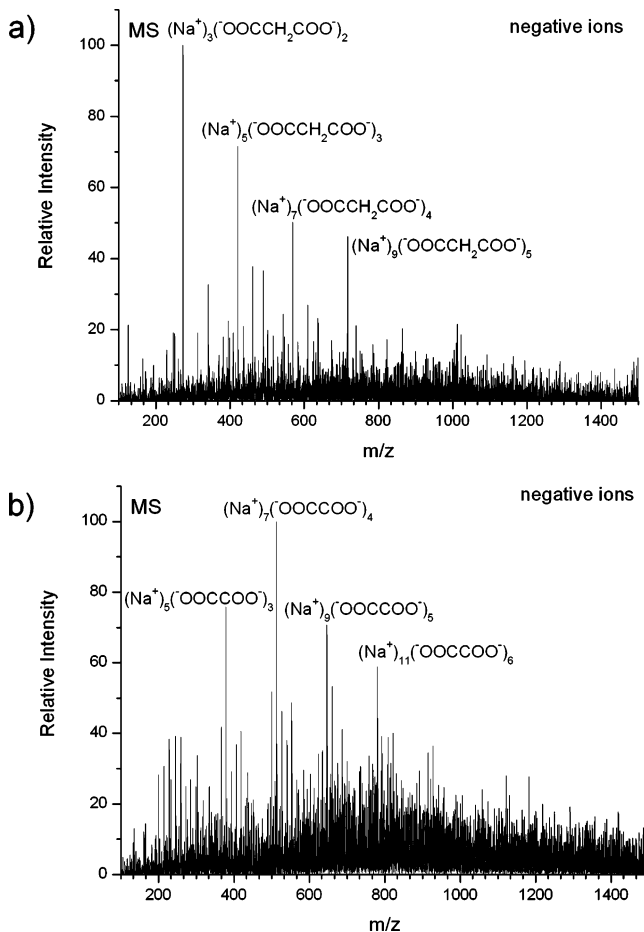 a)
MS
(Na⁺)₃(⁻OOCCH₂COO⁻)₂
negative ions
(Na⁺)₅(⁻OOCCH₂COO⁻)₃
(Na⁺)₇(⁻OOCCH₂COO⁻)₄
(Na⁺)₉(⁻OOCCH₂COO⁻)₅
Relative Intensity
100
80
60
40
20
0
200 400 600 800 1000 1200 1400
m/z
b)
MS
(Na⁺)₇(⁻OOCCOO⁻)₄
negative ions
(Na⁺)₅(⁻OOCCOO⁻)₃
(Na⁺)₉(⁻OOCCOO⁻)₅
(Na⁺)₁₁(⁻OOCCOO⁻)₆
Relative Intensity
100
80
60
40
20
0
200 400 600 800 1000 1200 1400
m/z